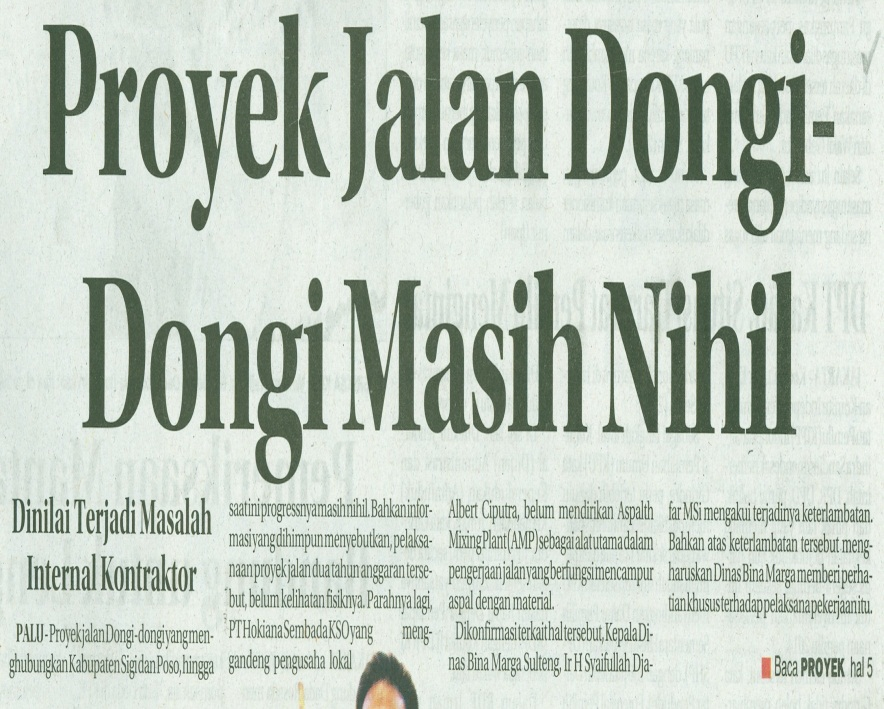 Proyek Jalan Dongi-
Dongi Masih Nihil
Dinilai Terjadi Masalah
Internal Kontraktor
PALU - Proyek jalan Dongi-dongi yang men-
ghubungkan Kabupaten Sigi dan Poso, hingga
saat ini progressnya masih nihil. Bahkan infor-
masi yang dihimpun menyebutkan, pelaksa-
naan proyek jalan dua tahun anggaran terse-
but, belum kelihatan fisiknya. Parahnya lagi,
PT Hokiana Sembada KSO yang meng-
gandeng pengusaha lokal
Albert Ciputra, belum mendirikan Aspalth
Mixing Plant (AMP) sebagai alat utama dalam
pengerjaan jalan yang berfungsi mencampur
aspal dengan material.
Dikonfirmasi terkait hal tersebut, Kepala Di-
nas Bina Marga Sulteng, Ir H Syaifullah Dja-
far MSi mengakui terjadinya keterlambatan.
Bahkan atas keterlambatan tersebut meng-
haruskan Dinas Bina Marga memberi perha-
tian khusus terhadap pelaksana pekerjaan itu.
Baca PROYEK hal 5